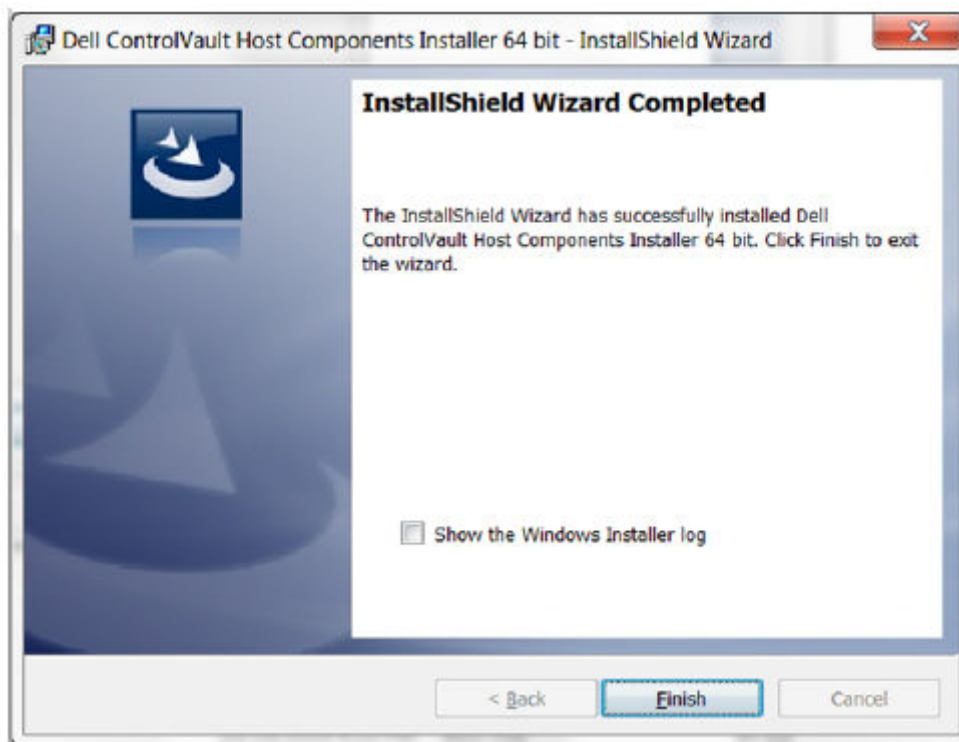 Dell ControlVault Host Components Installer 64 bit - InstallShield Wizard
InstallShield Wizard Completed
The InstallShield Wizard has successfully installed Dell
ControlVault Host Components Installer 64 bit. Click Finish to exit
the wizard.
Show the Windows Installer log
< Back
Finish
Cancel